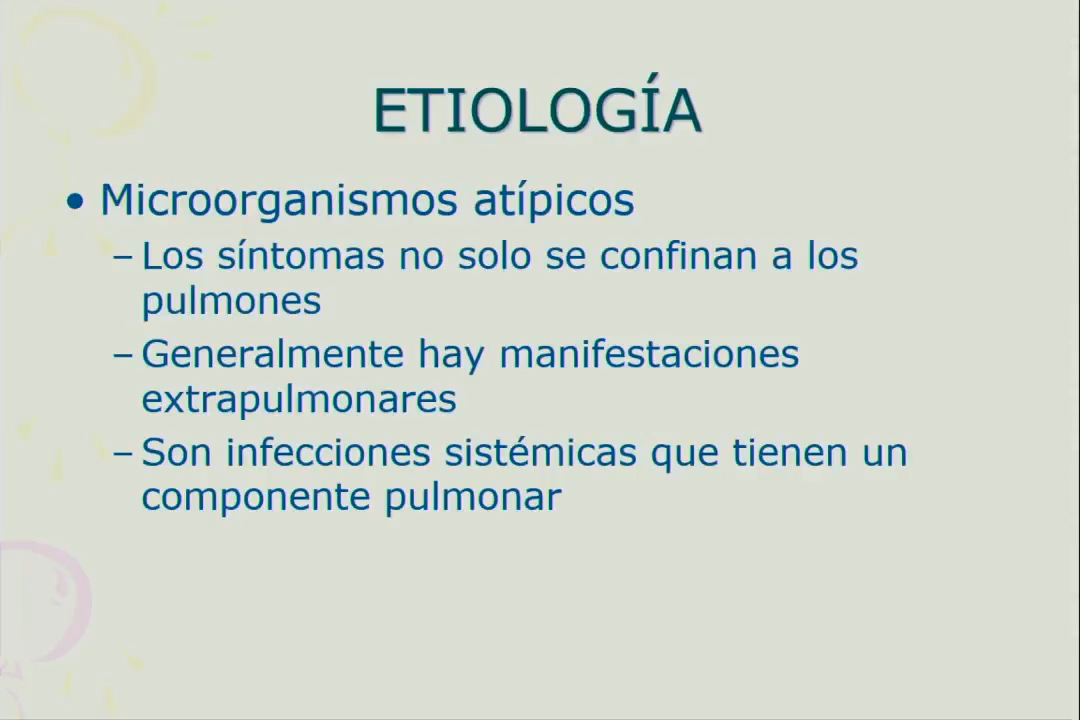 ETIOLOGÍA
• Microorganismos atípicos
– Los síntomas no solo se confinan a los
pulmones
– Generalmente hay manifestaciones
extrapulmonares
– Son infecciones sistémicas que tienen un
componente pulmonar